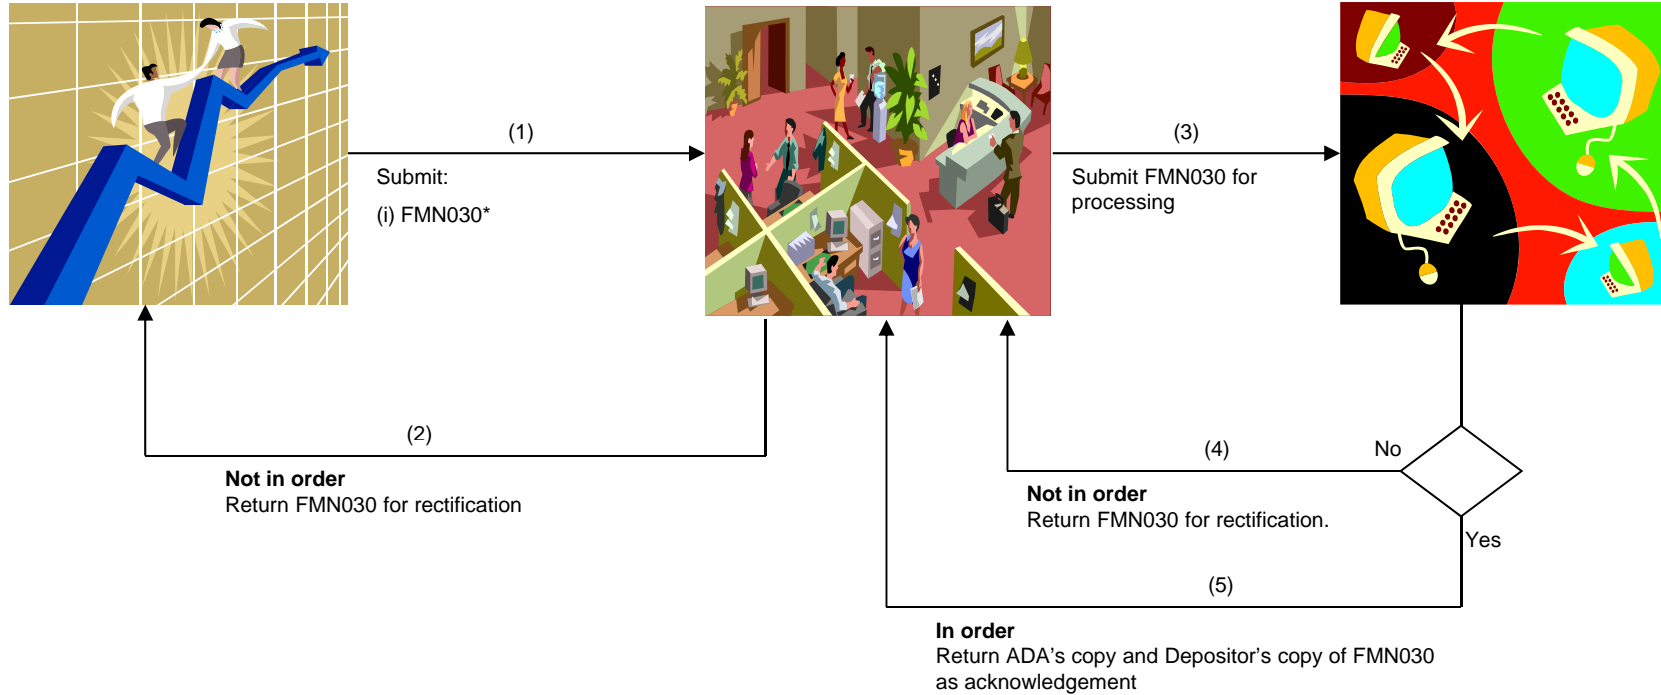 (1)
Submit:
(i) FMN030*
(3)
Submit FMN030 for
processing
(2)
Not in order
Return FMN030 for rectification
No
(4)
Not in order
Return FMN030 for rectification.
Yes
(5)
In order
Return ADA’s copy and Depositor’s copy of FMN030
as acknowledgement